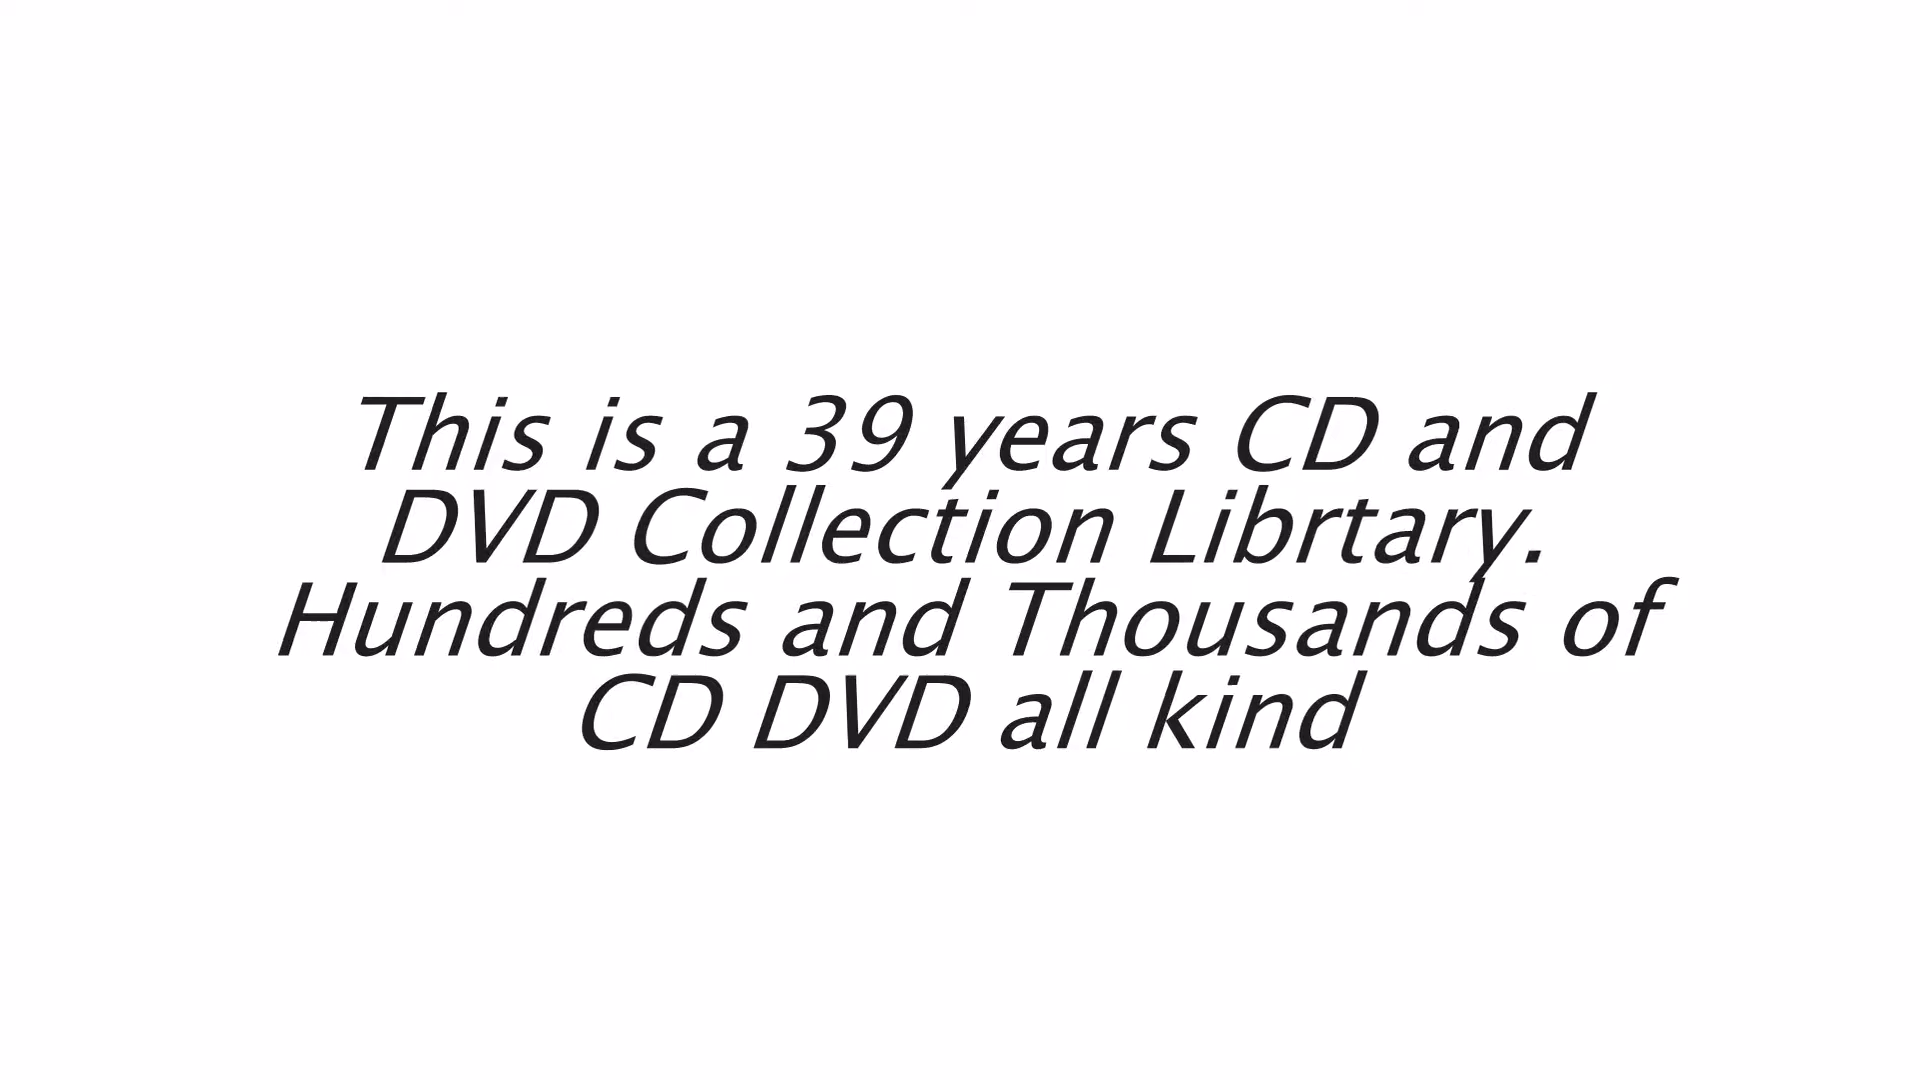 This is a 39 years CD and
DVD Collection Librtary.
Hundreds and Thousands of
CD DVD all kind